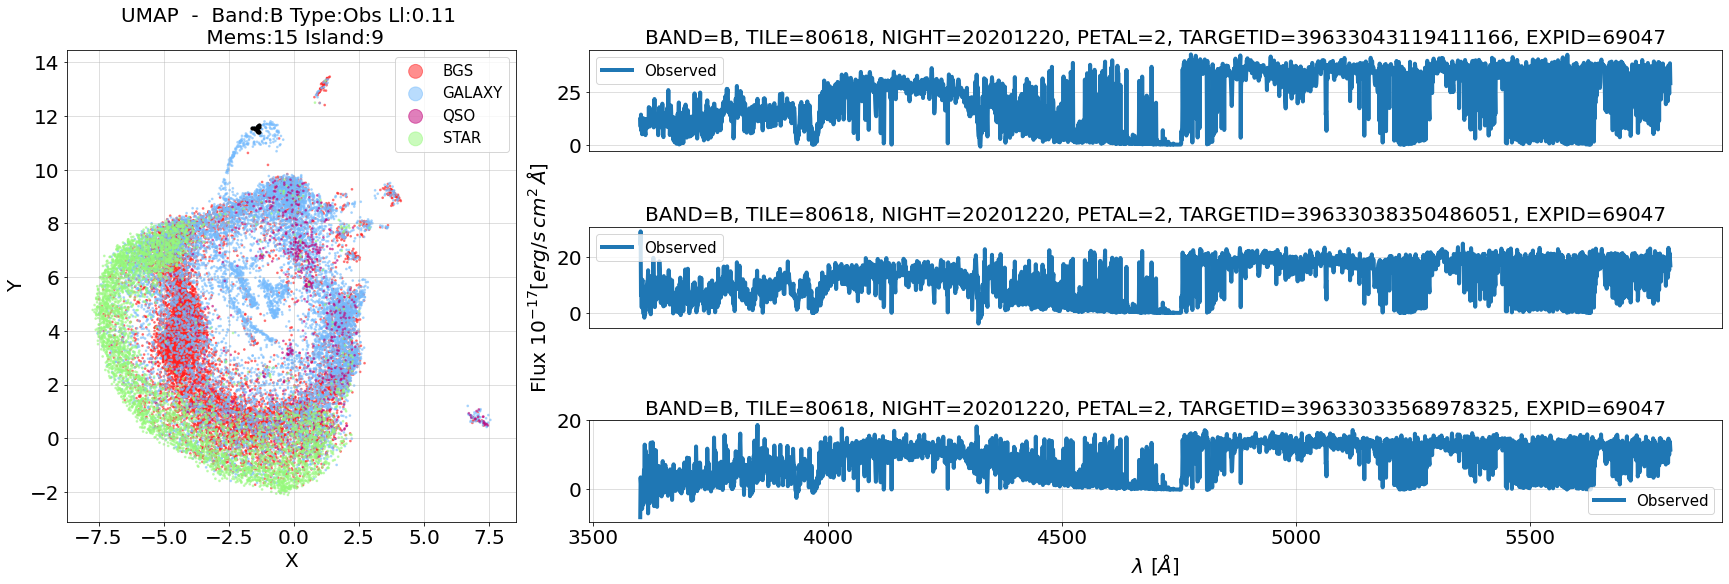 UMAP  -  Band:B Type:Obs Ll:0.11
Mems:15 Island:9
14
12
10
8
6
4
2
0
−2
Y
−7.5
−5.0
−2.5
0.0
2.5
5.0
7.5
X
BGS
GALAXY
QSO
STAR
BAND=B, TILE=80618, NIGHT=20201220, PETAL=2, TARGETID=39633043119411166, EXPID=69047
Observed
25
0
BAND=B, TILE=80618, NIGHT=20201220, PETAL=2, TARGETID=39633038350486051, EXPID=69047
Observed
20
0
Flux 10⁻¹⁷[erg/s cm² Å]
BAND=B, TILE=80618, NIGHT=20201220, PETAL=2, TARGETID=39633033568978325, EXPID=69047
20
0
Observed
3500
4000
4500
5000
5500
λ [Å]